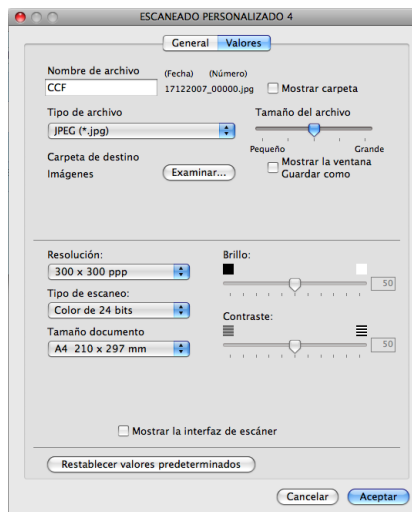 ESCANEADO PERSONALIZADO 4
General Valores
Nombre de archivo (Fecha) (Número)
CCF 17122007_00000.jpg Mostrar carpeta
Tipo de archivo Tamaño del archivo
JPEG (*.jpg)
Pequeño Grande
Carpeta de destino Mostrar la ventana
Imágenes Examinar... Guardar como
Resolución: Brillo:
300 x 300 ppp 50
Tipo de escaneo:
Color de 24 bits Contraste:
Tamaño documento
A4 210 x 297 mm 50
Mostrar la interfaz de escáner
Restablecer valores predeterminados
Cancelar Aceptar